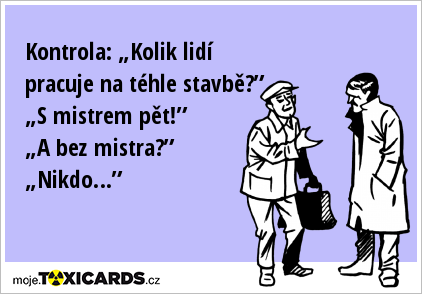 Kontrola: „Kolik lidí
pracuje na téhle stavbě?”
„S mistrem pět!”
„A bez mistra?”
„Nikdo...”
moje.TOXICARDS.cz